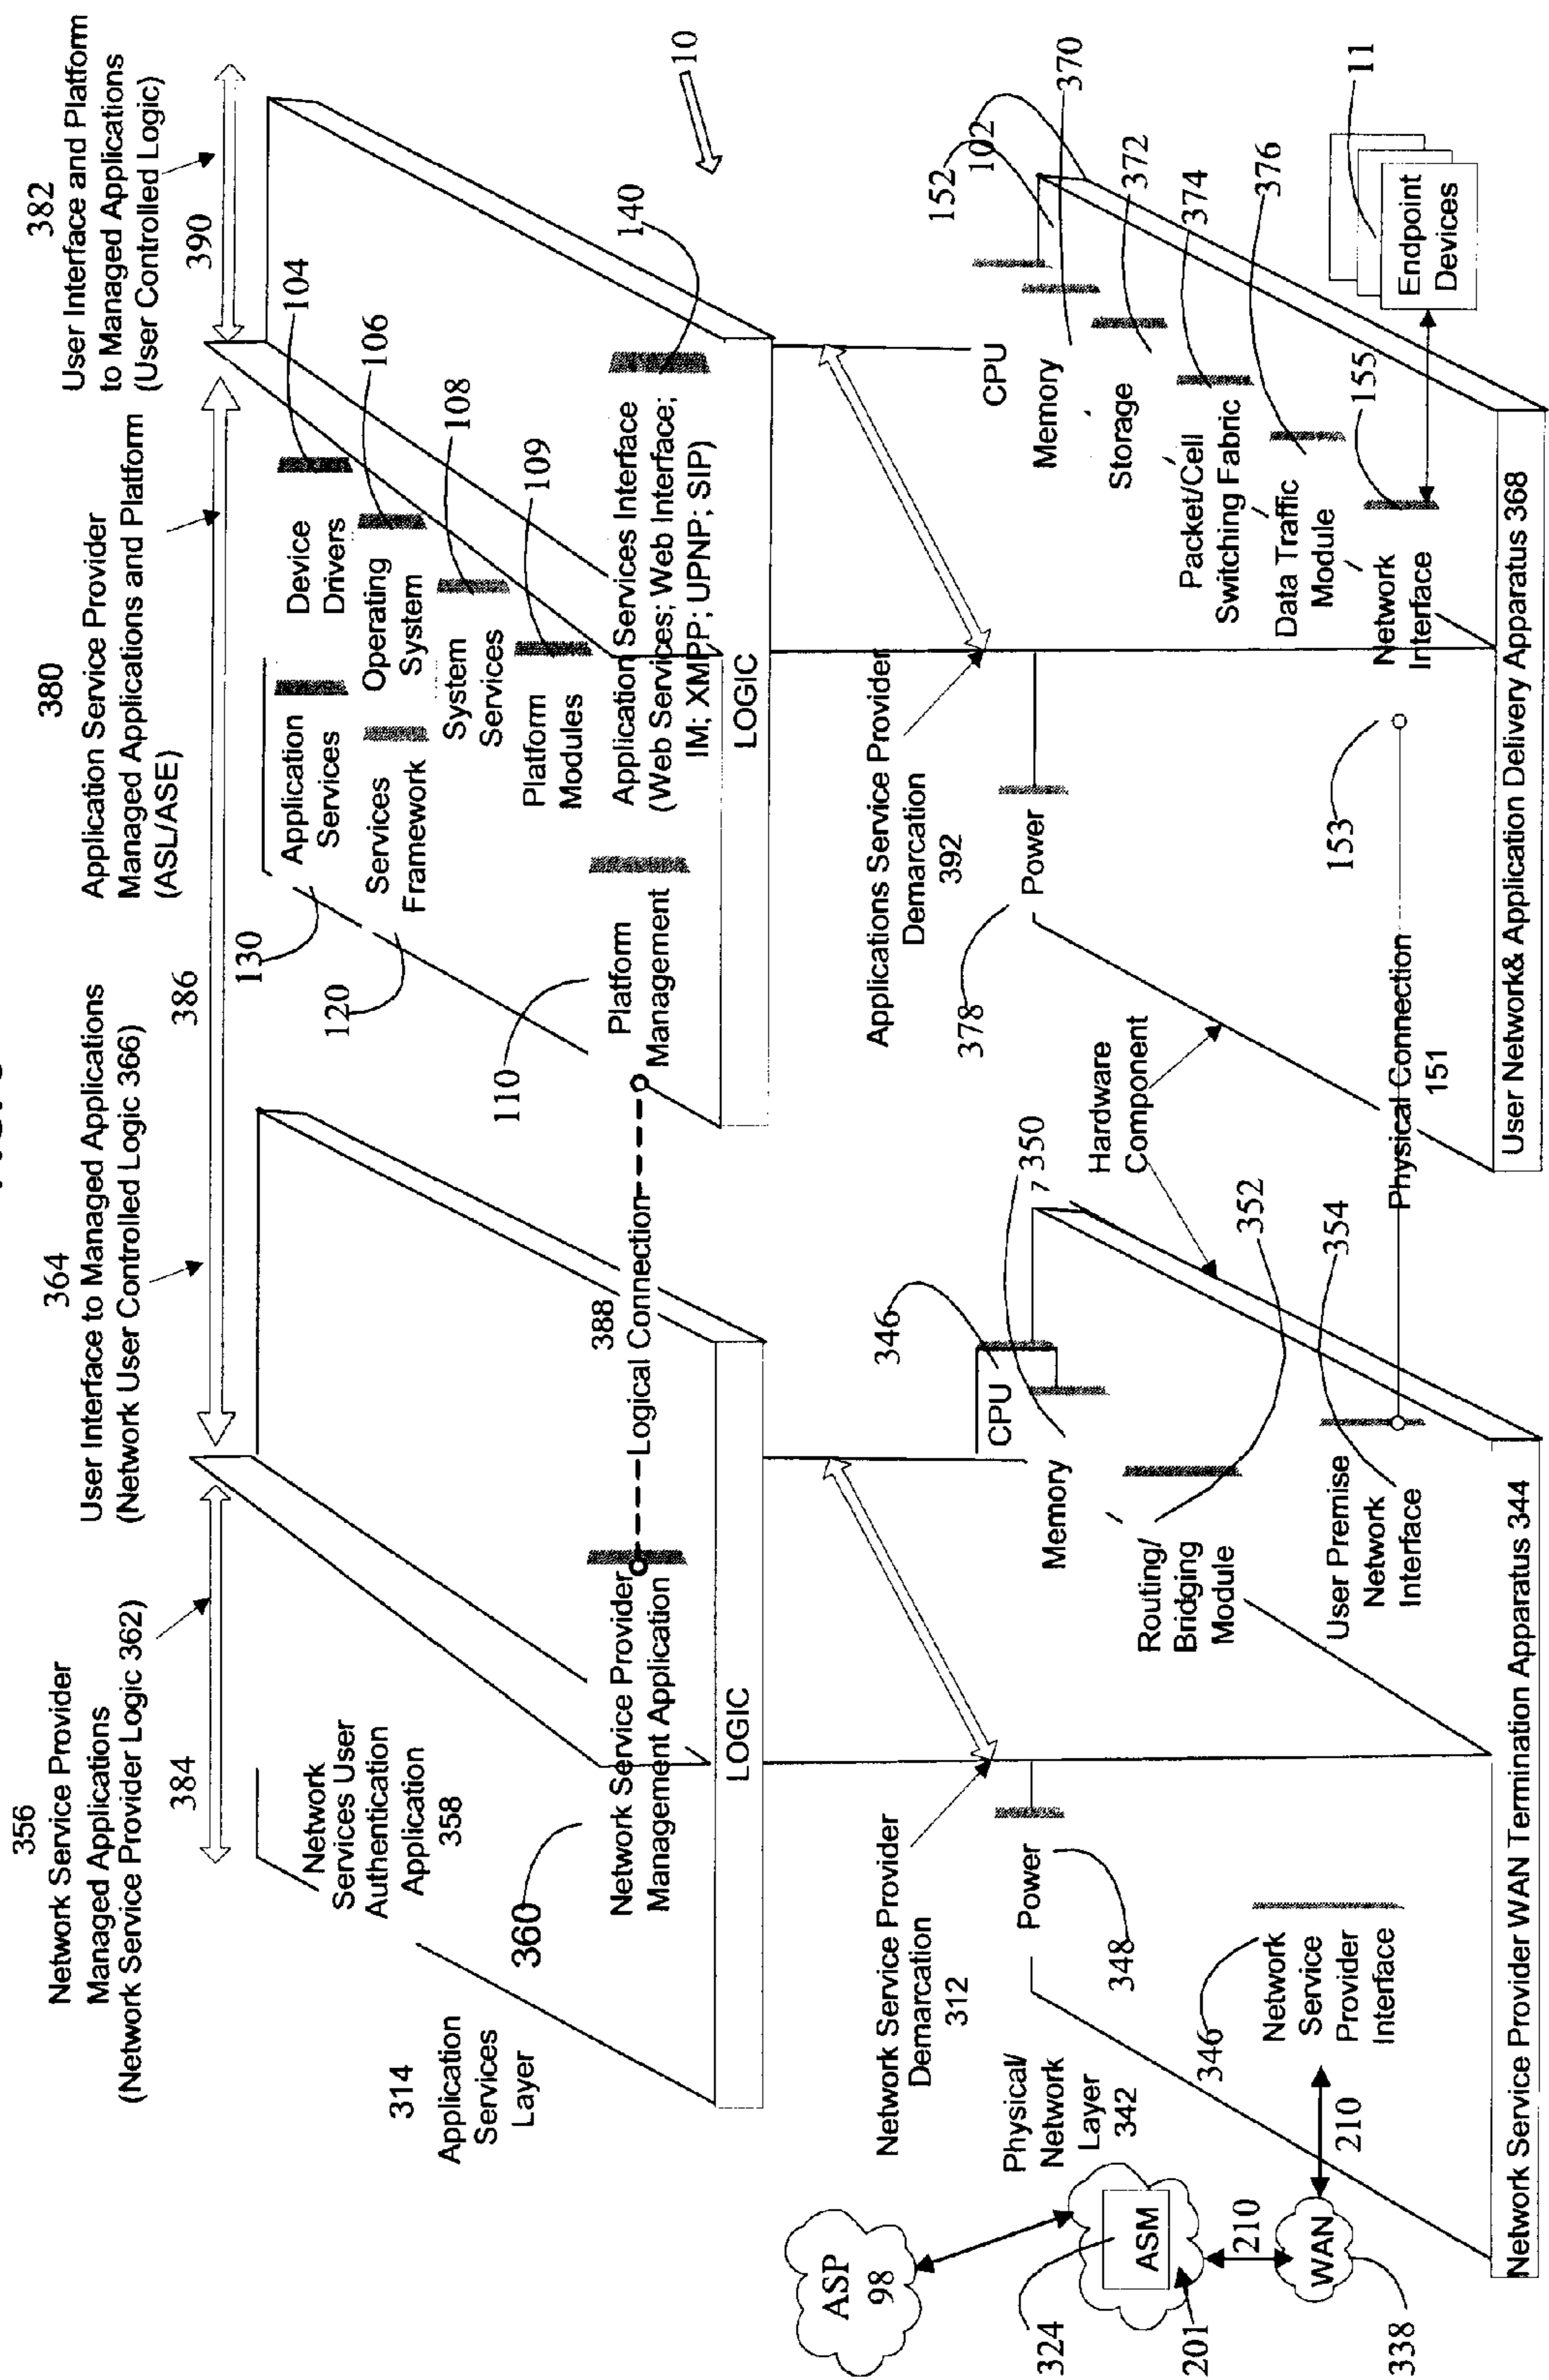 356
Network Service Provider
Managed Applications
(Network Service Provider Logic 362)
384
364
User Interface to Managed Applications
(Network User Controlled Logic 366)
386
380
Application Service Provider
Managed Applications and Platform
(ASL/ASE)
382
User Interface and Platform
to Managed Applications
(User Controlled Logic)
390
314
Application
Services
Layer
Network
Services User
Authentication
Application
358
360
Network Service Provider
Management Application
388
Logical Connection
LOGIC
130
120
110
Application
Services
Services
Framework
Platform
Management
Device
Drivers
Operating
System
System
Services
Platform
Modules
104
106
108
109
Application Services Interface
(Web Services; Web Interface;
IM; XMPP; UPNP; SIP)
140
LOGIC
10
Network Service Provider
Demarcation
312
Physical/
Network
Layer
342
ASP
98
ASM
324
201
210
WAN
338
210
346
Network
Service
Provider
Interface
Power
348
CPU
346
Memory
350
Routing/
Bridging
Module
352
User Premise
Network
Interface
354
Network Service Provider WAN Termination Apparatus 344
Hardware
Component
Physical Connection
151
153
Applications Service Provider
Demarcation
392
378
Power
CPU
152
102
Memory
370
Storage
372
Packet/Cell
Switching Fabric
374
Data Traffic
Module
376
Network
Interface
155
Endpoint
Devices
11
User Network& Application Delivery Apparatus 368